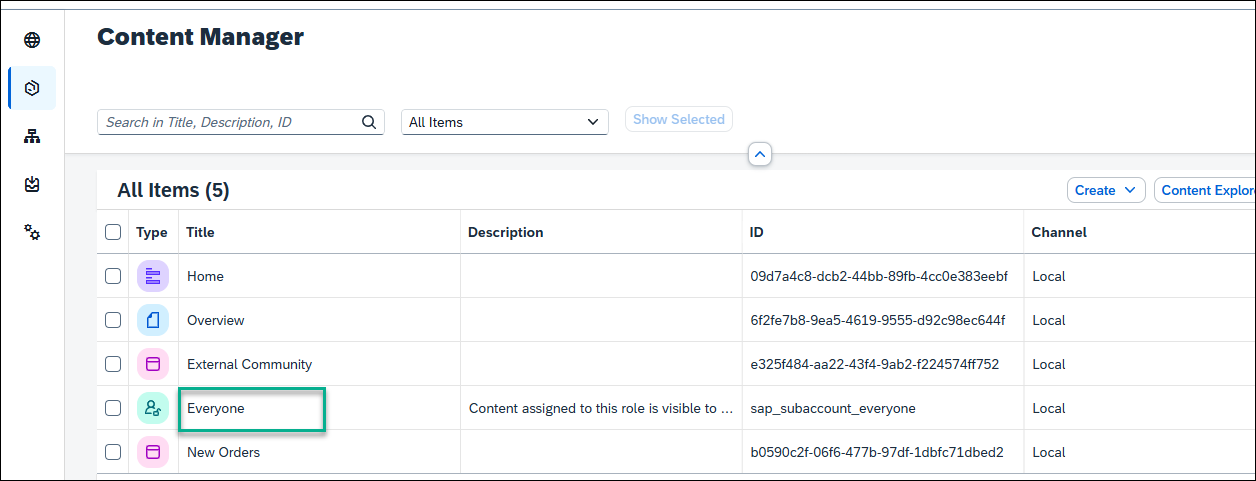 Content Manager
Search in Title, Description, ID All Items Show Selected
All Items (5) Create Content Explor
Type Title Description ID Channel
Home 09d7a4c8-dcb2-44bb-89fb-4cc0e383eebf Local
Overview 6f2fe7b8-9ea5-4619-9555-d92c98ec644f Local
External Community e325f484-aa22-43f4-9ab2-f224574ff752 Local
Everyone Content assigned to this role is visible to ... sap_subaccount_everyone Local
New Orders b0590c2f-06f6-477b-97df-1dbfc71dbed2 Local